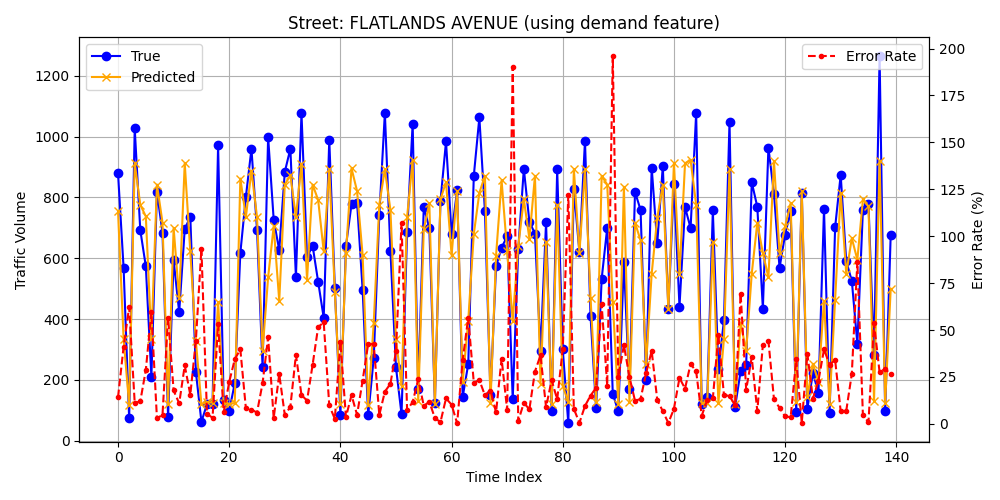 Street: FLATLANDS AVENUE (using demand feature)
True
Predicted
Error Rate
Traffic Volume
1200
1000
800
600
400
200
0
200
175
150
125
100
75
50
25
0
Error Rate (%)
0 20 40 60 80 100 120 140
Time Index